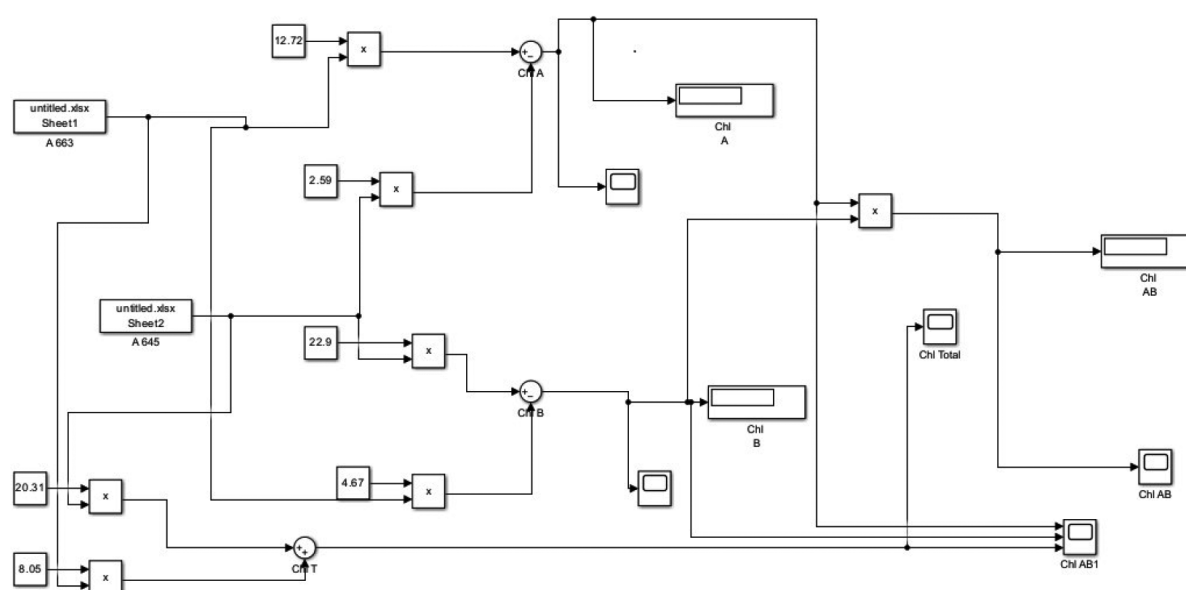 12.72
x
+
−
Chl A
untitled.xlsx
Sheet1
A 663
Chl
A
2.59
x
x
Chl
AB
untitled.xlsx
Sheet2
A 645
22.9
x
Chl Total
+
−
Chl B
Chl
B
20.31
x
4.67
x
Chl AB
+
+
Chl T
8.05
x
Chl AB1